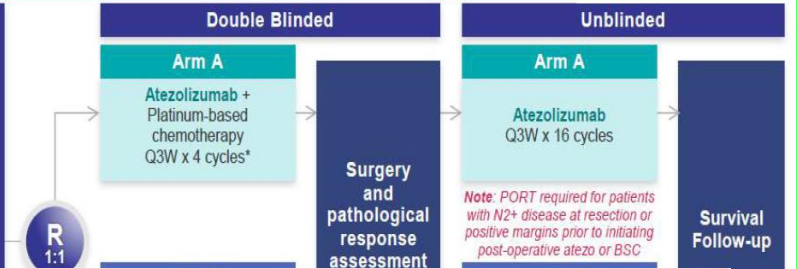 Double Blinded
Unblinded
Arm A
Atezolizumab +
Platinum-based
chemotherapy
Q3W x 4 cycles*
Surgery
and
pathological
response
assessment
Arm A
Atezolizumab
Q3W x 16 cycles
Note: PORT required for patients
with N2+ disease at resection or
positive margins prior to initiating
post-operative atezo or BSC
Survival
Follow-up
R
1:1